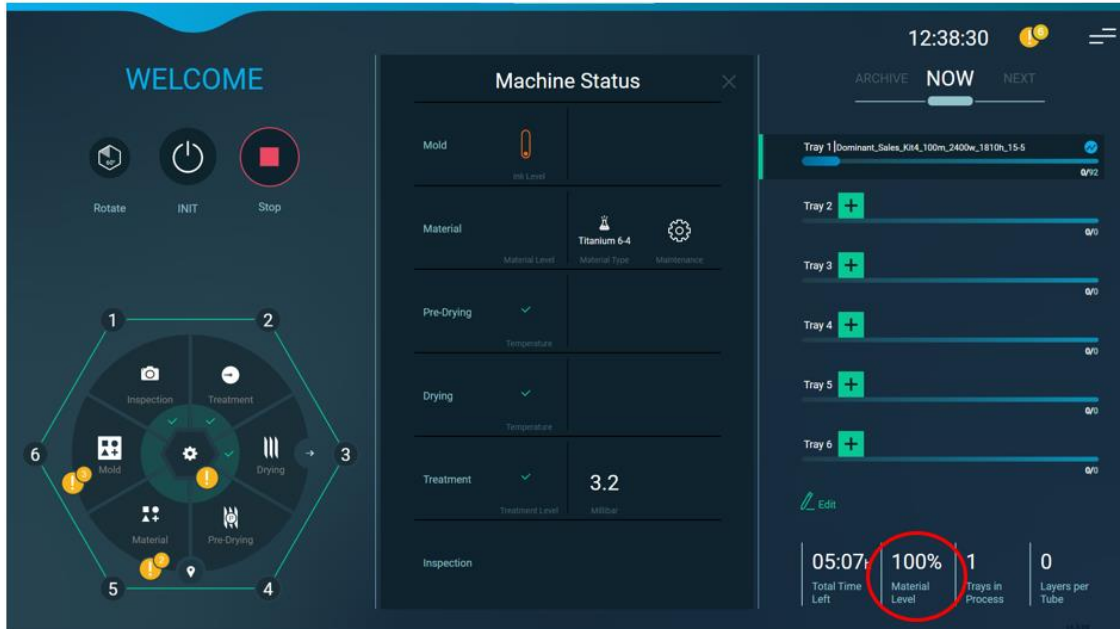 12:38:30
6
WELCOME
Machine Status
ARCHIVE NOW NEXT
60°
Rotate INIT Stop
Mold
Ink Level
Material
Titanium 6-4
Material Level Material Type Maintenance
Pre-Drying
Temperature
Drying
Temperature
Treatment
3.2
Treatment Level Millibar
Inspection
Tray 1 Dominant_Sales_Kit4_100m_2400w_1810h_15-5
0/92
Tray 2
0/0
Tray 3
0/0
Tray 4
0/0
Tray 5
0/0
Tray 6
0/0
Edit
1 2
Inspection Treatment
6 3
Mold Drying
3
Material Pre-Drying
2
5 4
05:07h 100% 1 0
Total Time Left
Material Level
Trays in Process
Layers per Tube